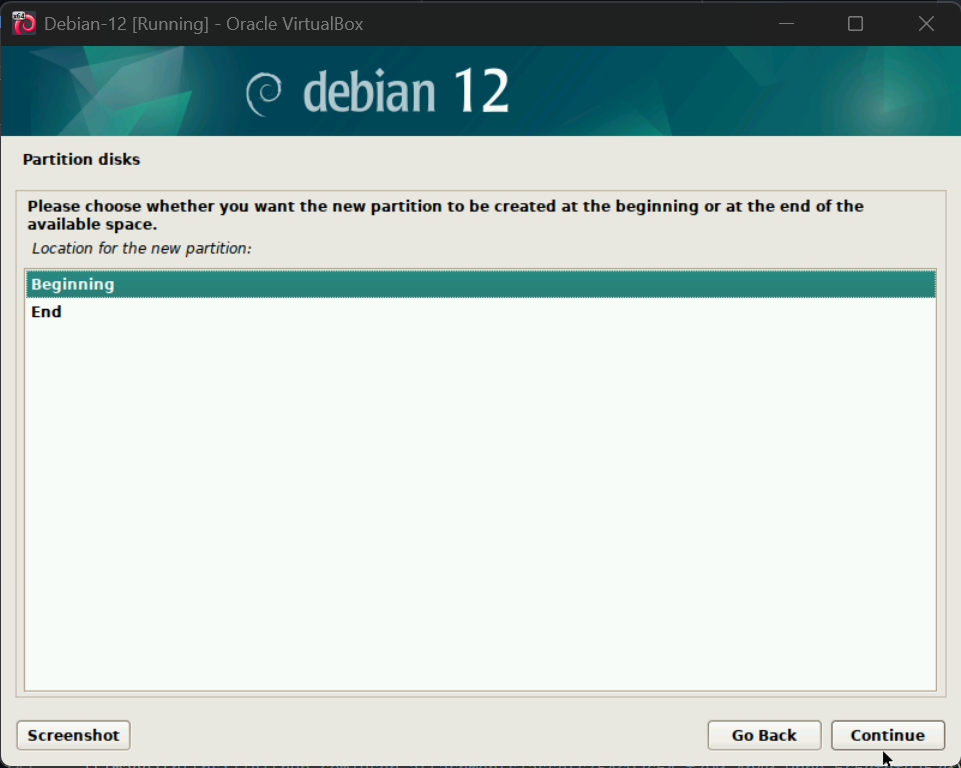 Debian-12 [Running] - Oracle VirtualBox
debian 12
Partition disks
Please choose whether you want the new partition to be created at the beginning or at the end of the
available space.
Location for the new partition:
Beginning
End
Screenshot
Go Back
Continue